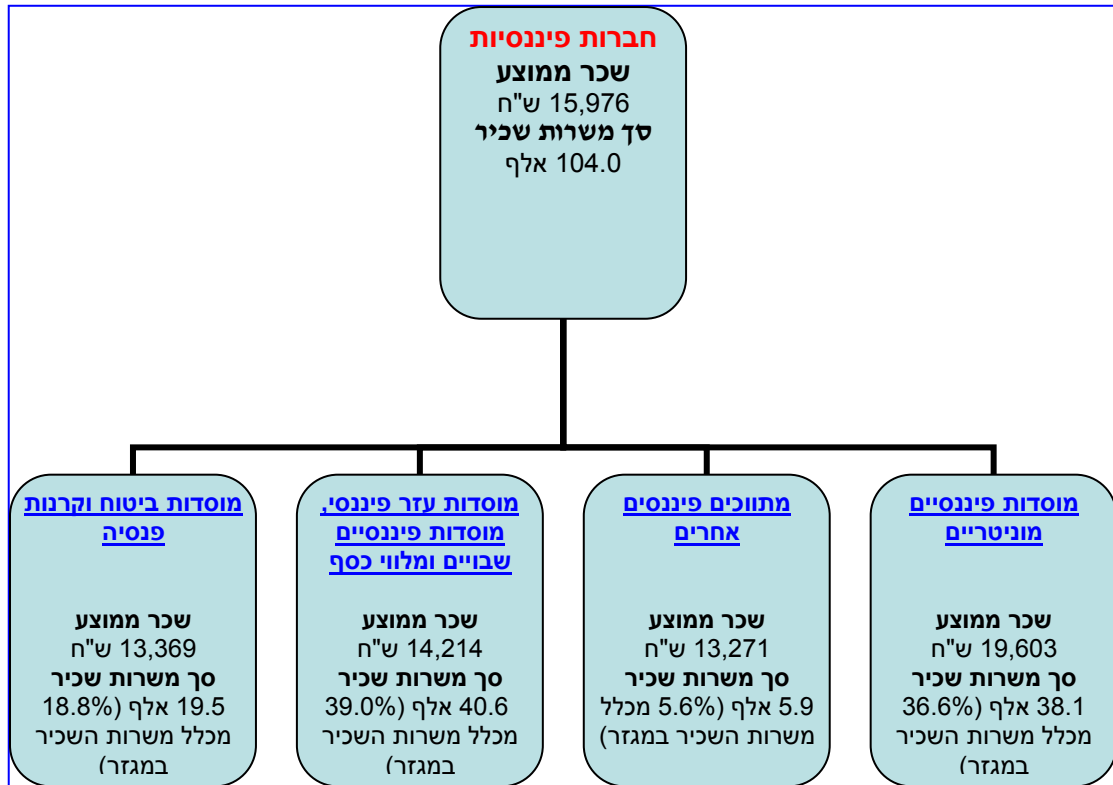 חברות פיננסיות
שכר ממוצע
15,976 ש"ח
סך משרות שכיר
104.0 אלף
מוסדות פיננסיים
מוניטריים
שכר ממוצע
19,603 ש"ח
סך משרות שכיר
38.1 אלף (36.6%
מכלל משרות השכיר
במגזר)
מתווכים פיננסים
אחרים
שכר ממוצע
13,271 ש"ח
סך משרות שכיר
5.9 אלף (5.6% מכלל
משרות השכיר במגזר)
מוסדות עזר פיננסי,
מוסדות פיננסיים
שבויים ומלווי כסף
שכר ממוצע
14,214 ש"ח
סך משרות שכיר
40.6 אלף (39.0%
מכלל משרות השכיר
במגזר)
מוסדות ביטוח וקרנות
פנסיה
שכר ממוצע
13,369 ש"ח
סך משרות שכיר
19.5 אלף (18.8%
מכלל משרות השכיר
במגזר)